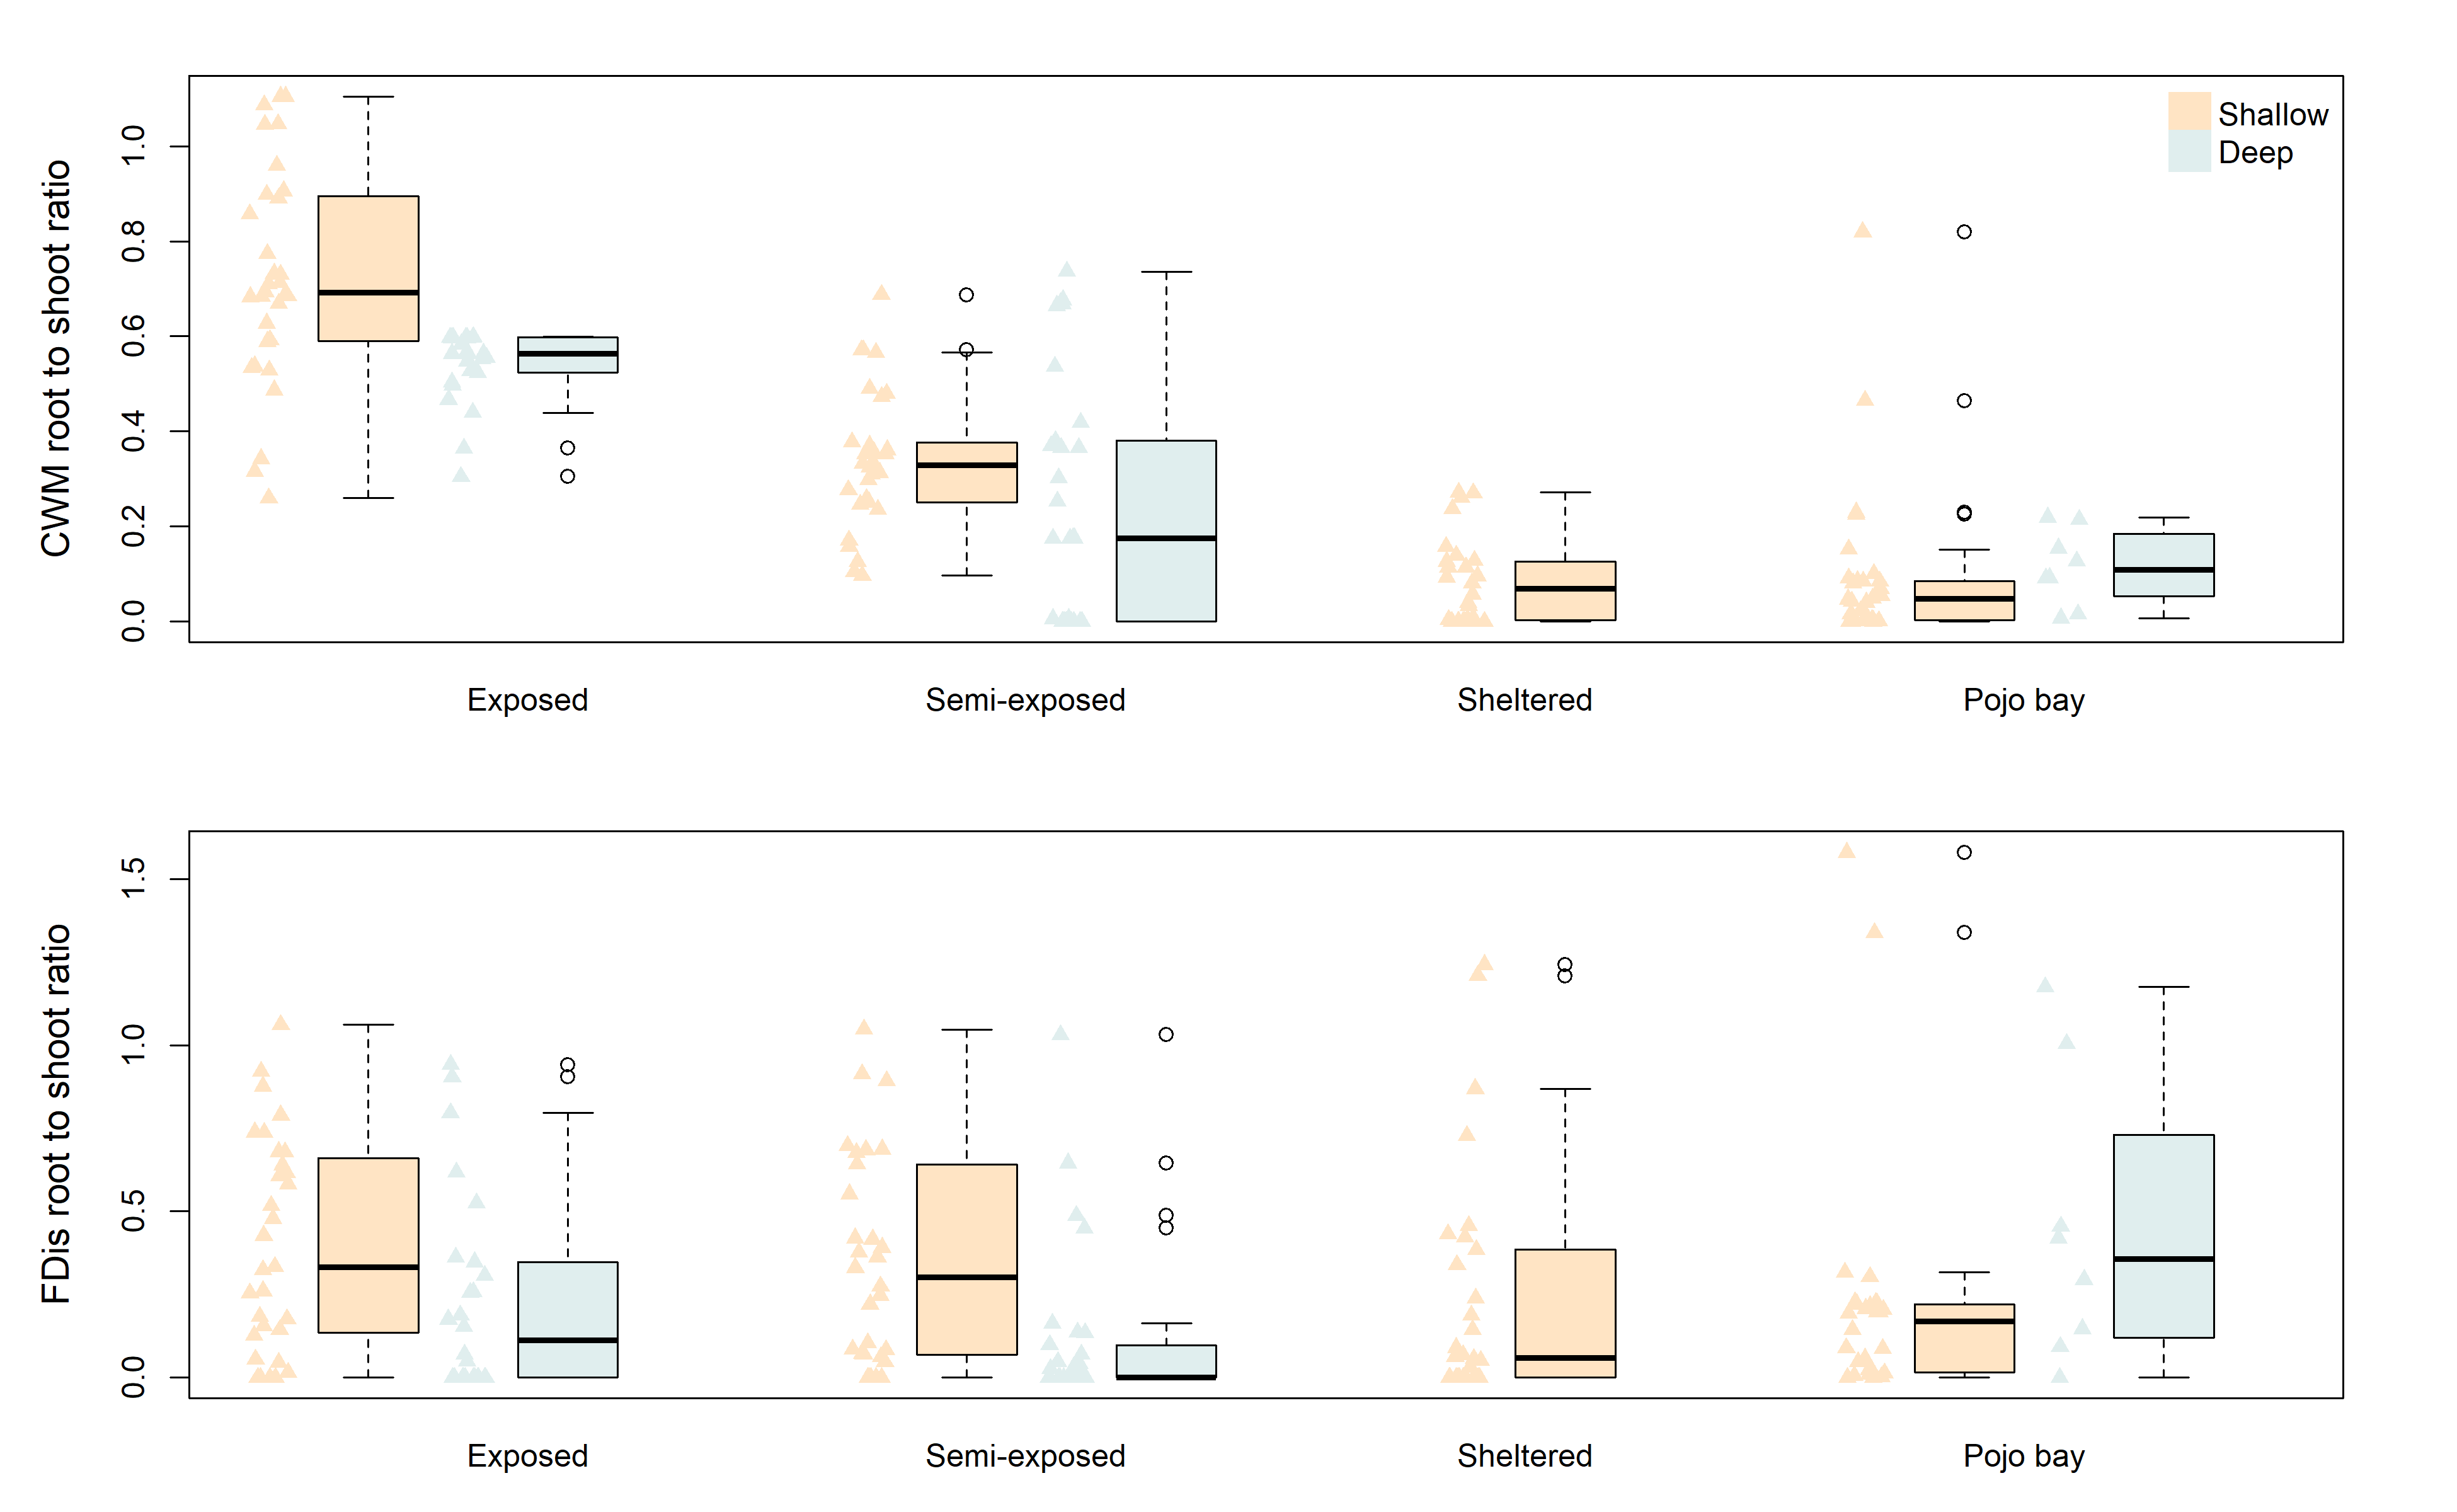 CWM root to shoot ratio
1.0
0.8
0.6
0.4
0.2
0.0
Shallow
Deep
Exposed Semi-exposed Sheltered Pojo bay
FDis root to shoot ratio
1.5
1.0
0.5
0.0
Exposed Semi-exposed Sheltered Pojo bay